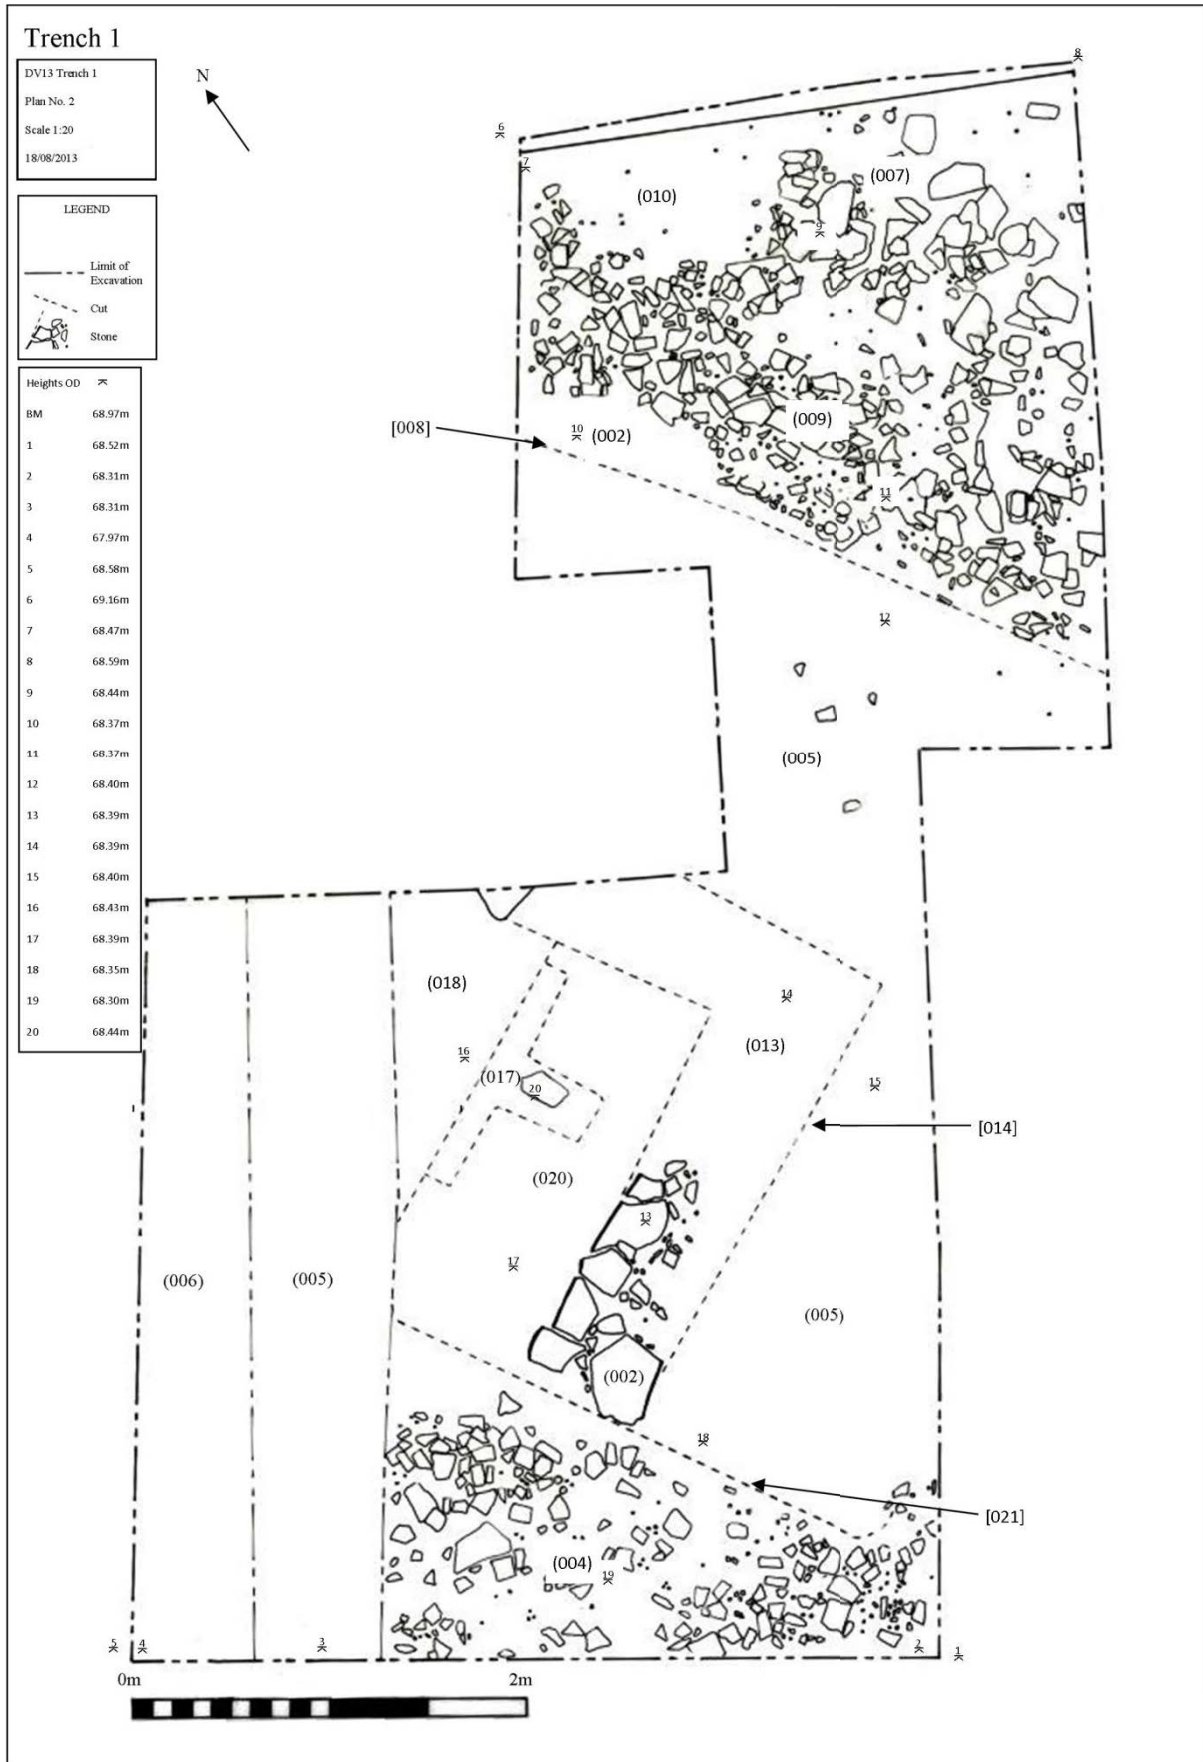 Trench 1
DV13 Trench 1
Plan No. 2
Scale 1:20
18/08/2013
N
LEGEND
Limit of
Excavation
Cut
Stone
Heights OD
BM 68.97m
1 68.52m
2 68.31m
3 68.31m
4 67.97m
5 68.58m
6 69.16m
7 68.47m
8 68.59m
9 68.44m
10 68.37m
11 68.37m
12 68.40m
13 68.39m
14 68.39m
15 68.40m
16 68.43m
17 68.39m
18 68.35m
19 68.30m
20 68.44m
8
6
7
(007)
(010)
9
(009)
[008]
10 (002)
11
12
(005)
(018)
14
(013)
16
(017)
20
15
[014]
(020)
13
17
(006)
(005)
(005)
(002)
18
[021]
(004)
19
5 4 3 2 1
0m 2m